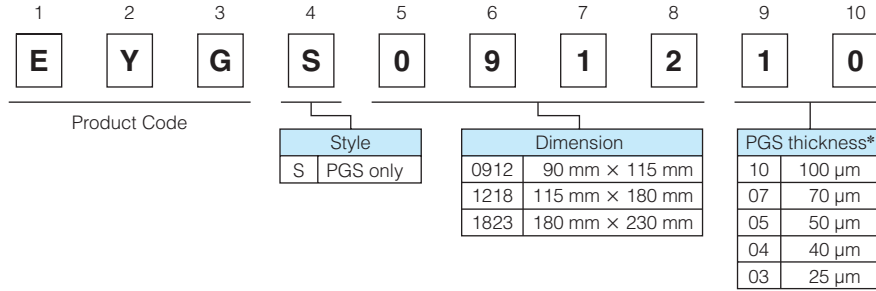 1 2 3 4 5 6 7 8 9 10
E Y G S 0 9 1 2 1 0
Product Code
Style
S PGS only
Dimension
0912 90 mm × 115 mm
1218 115 mm × 180 mm
1823 180 mm × 230 mm
PGS thickness*
10 100 µm
07 70 µm
05 50 µm
04 40 µm
03 25 µm